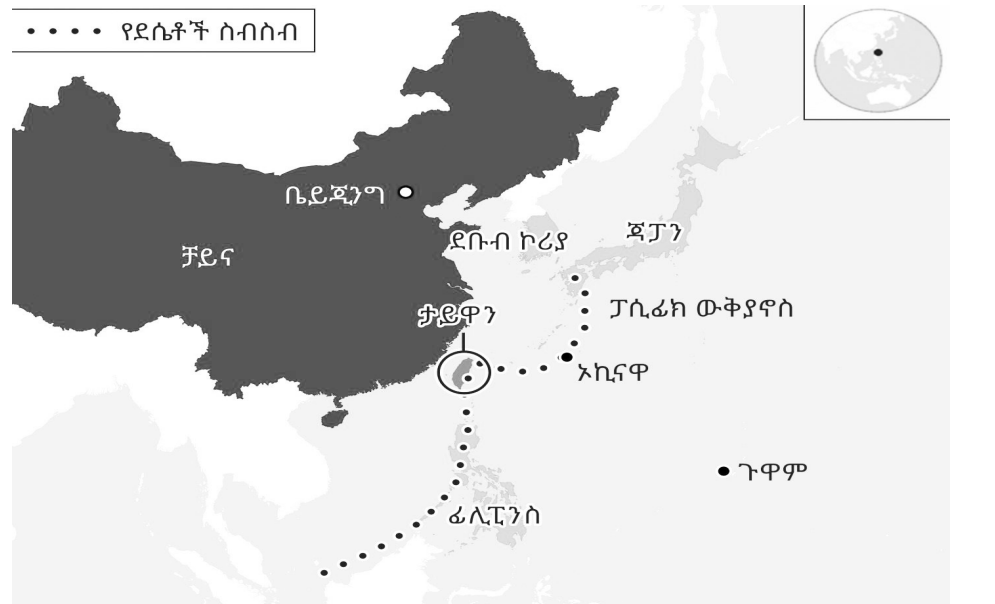 የደሴቶች ስብስብ
ቤይጂንግ
ቻይና
ደቡብ ኮሪያ
ጃፓን
ታይዋን
ፓሲፊክ ውቅያኖስ
ኦኪናዋ
ጉዋም
ፊሊፒንስ